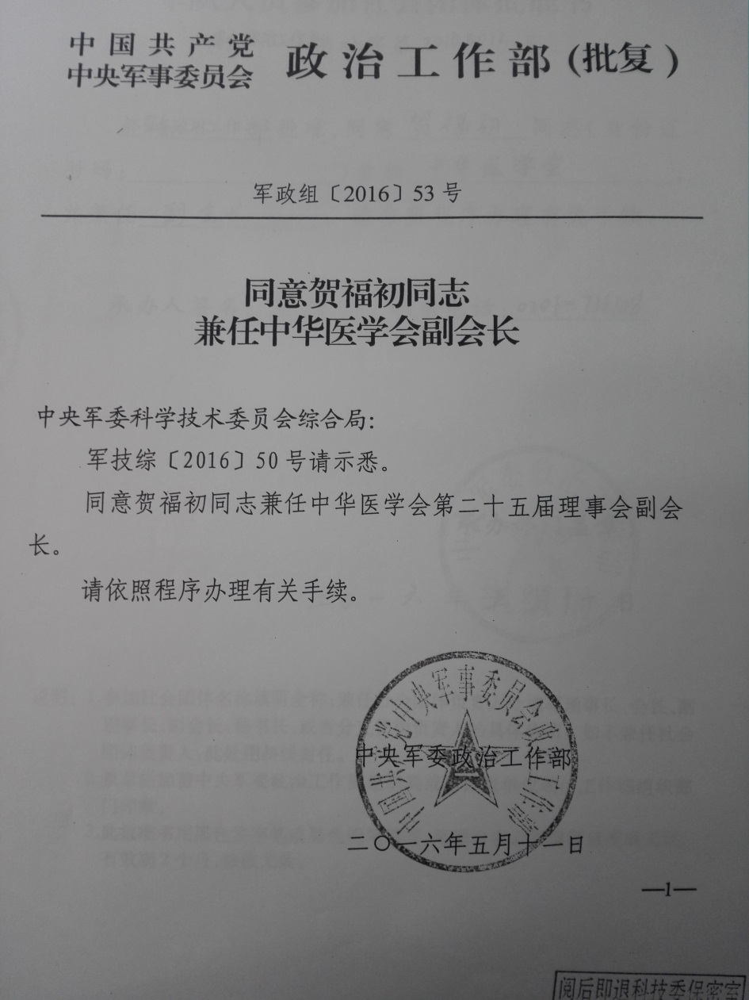 中国共产党
中央军事委员会 政治工作部(批复)
军政组〔2016〕53号
同意贺福初同志
兼任中华医学会副会长
中央军委科学技术委员会综合局:
军技综〔2016〕50号请示悉。
同意贺福初同志兼任中华医学会第二十五届理事会副会
长。
请依照程序办理有关手续。
中央军委政治工作部
二〇一六年五月十一日
—1—
阅后即退科技委保密室